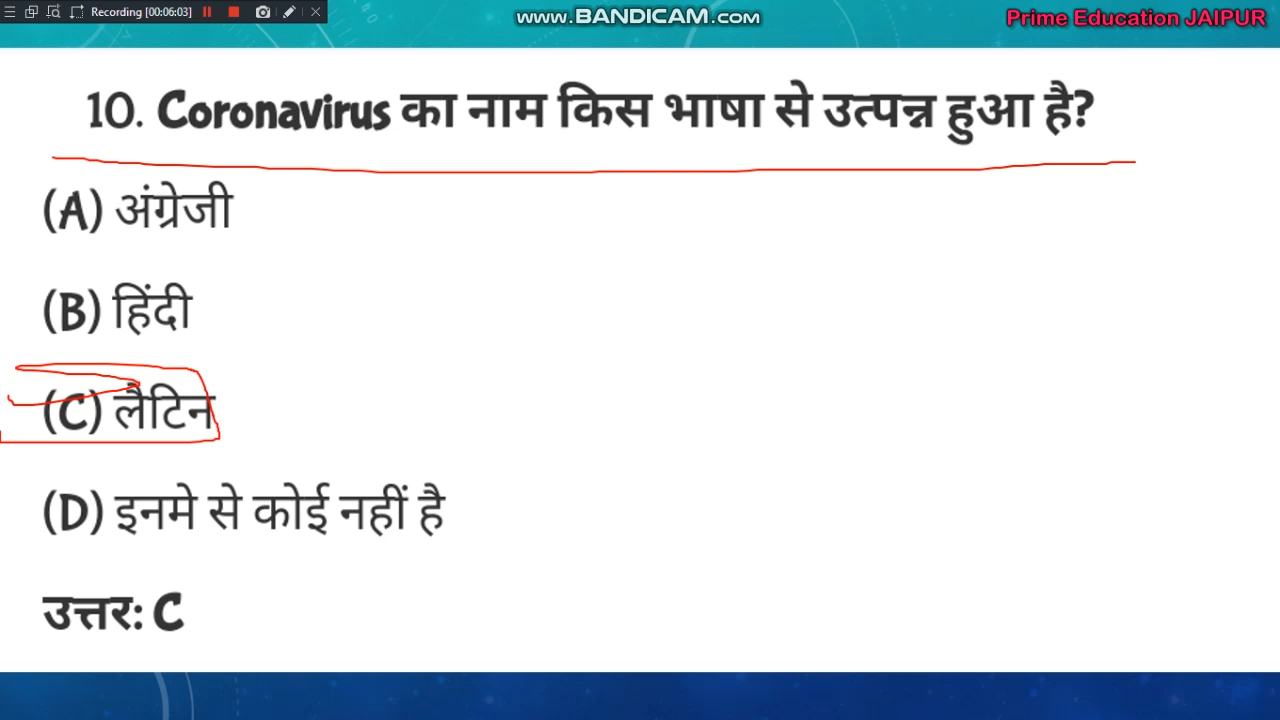 Recording [00:06:03]
www.BANDICAM.com
Prime Education JAIPUR
10. Coronavirus का नाम किस भाषा से उत्पन्न हुआ है?
(A) अंग्रेजी
(B) हिंदी
(C) लैटिन
(D) इनमे से कोई नहीं है
उत्तर: C